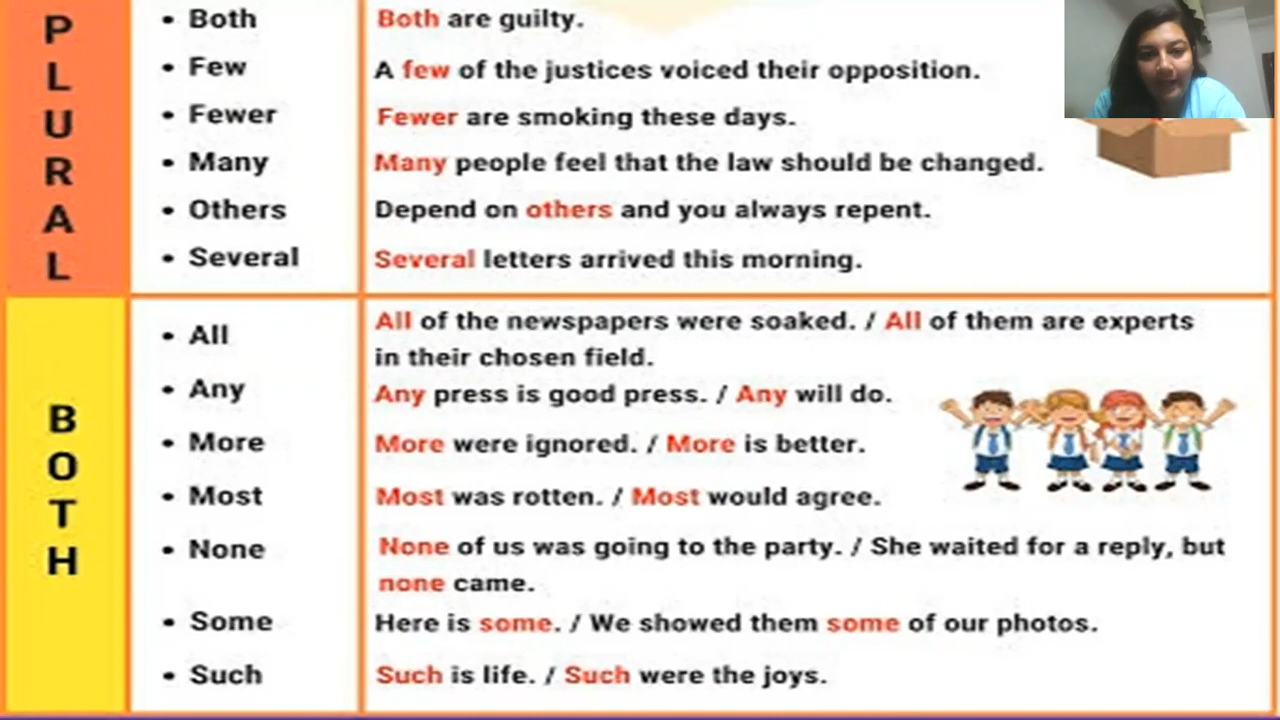 PLURAL
• Both
Both are guilty.
• Few
A few of the justices voiced their opposition.
• Fewer
Fewer are smoking these days.
• Many
Many people feel that the law should be changed.
• Others
Depend on others and you always repent.
• Several
Several letters arrived this morning.
BOTH
• All
All of the newspapers were soaked. / All of them are experts
in their chosen field.
• Any
Any press is good press. / Any will do.
• More
More were ignored. / More is better.
• Most
Most was rotten. / Most would agree.
• None
None of us was going to the party. / She waited for a reply, but
none came.
• Some
Here is some. / We showed them some of our photos.
• Such
Such is life. / Such were the joys.